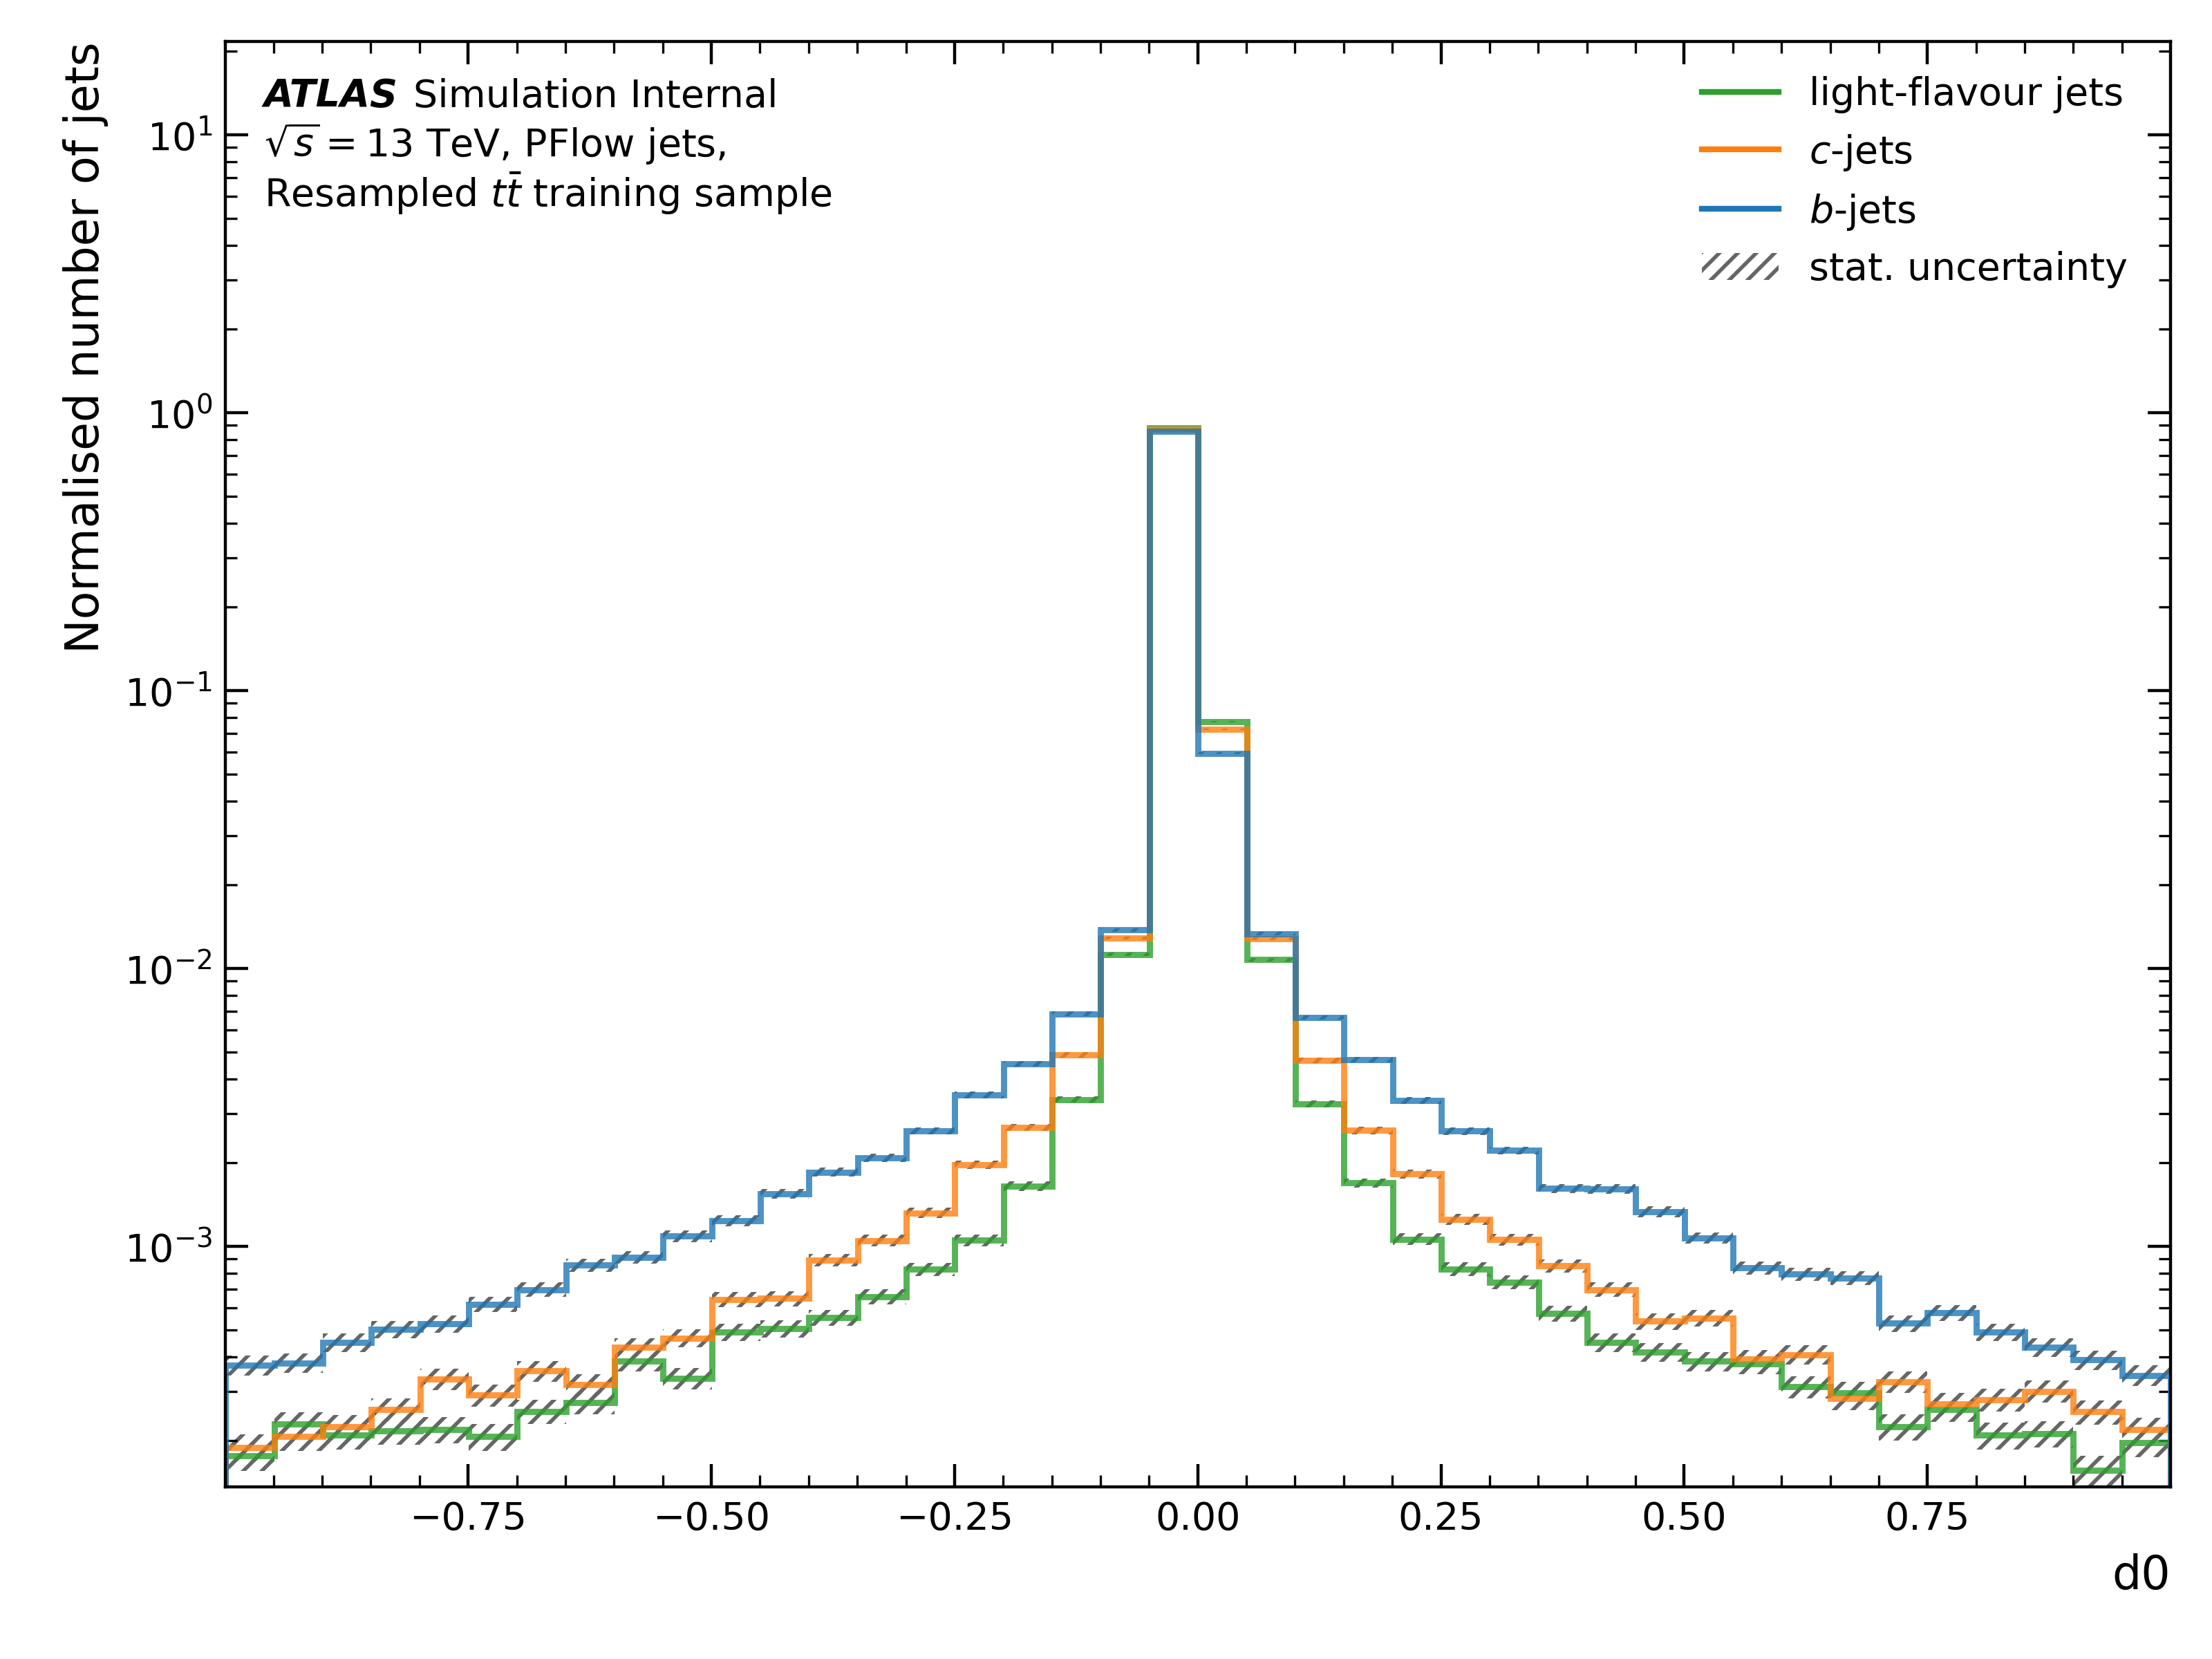 Normalised number of jets
ATLAS Simulation Internal
√s = 13 TeV, PFlow jets,
Resampled tt̄ training sample
light-flavour jets
c-jets
b-jets
stat. uncertainty
10¹
10⁰
10⁻¹
10⁻²
10⁻³
−0.75 −0.50 −0.25 0.00 0.25 0.50 0.75
d0